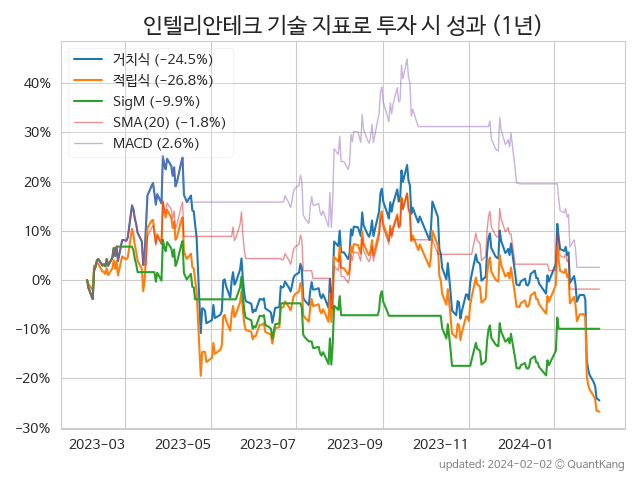 인텔리안테크 기술 지표로 투자 시 성과 (1년)
거치식 (−24.5%)
적립식 (−26.8%)
SigM (−9.9%)
SMA(20) (−1.8%)
MACD (2.6%)
40%
30%
20%
10%
0%
−10%
−20%
−30%
2023-03 2023-05 2023-07 2023-09 2023-11 2024-01
updated: 2024-02-02 © QuantKang